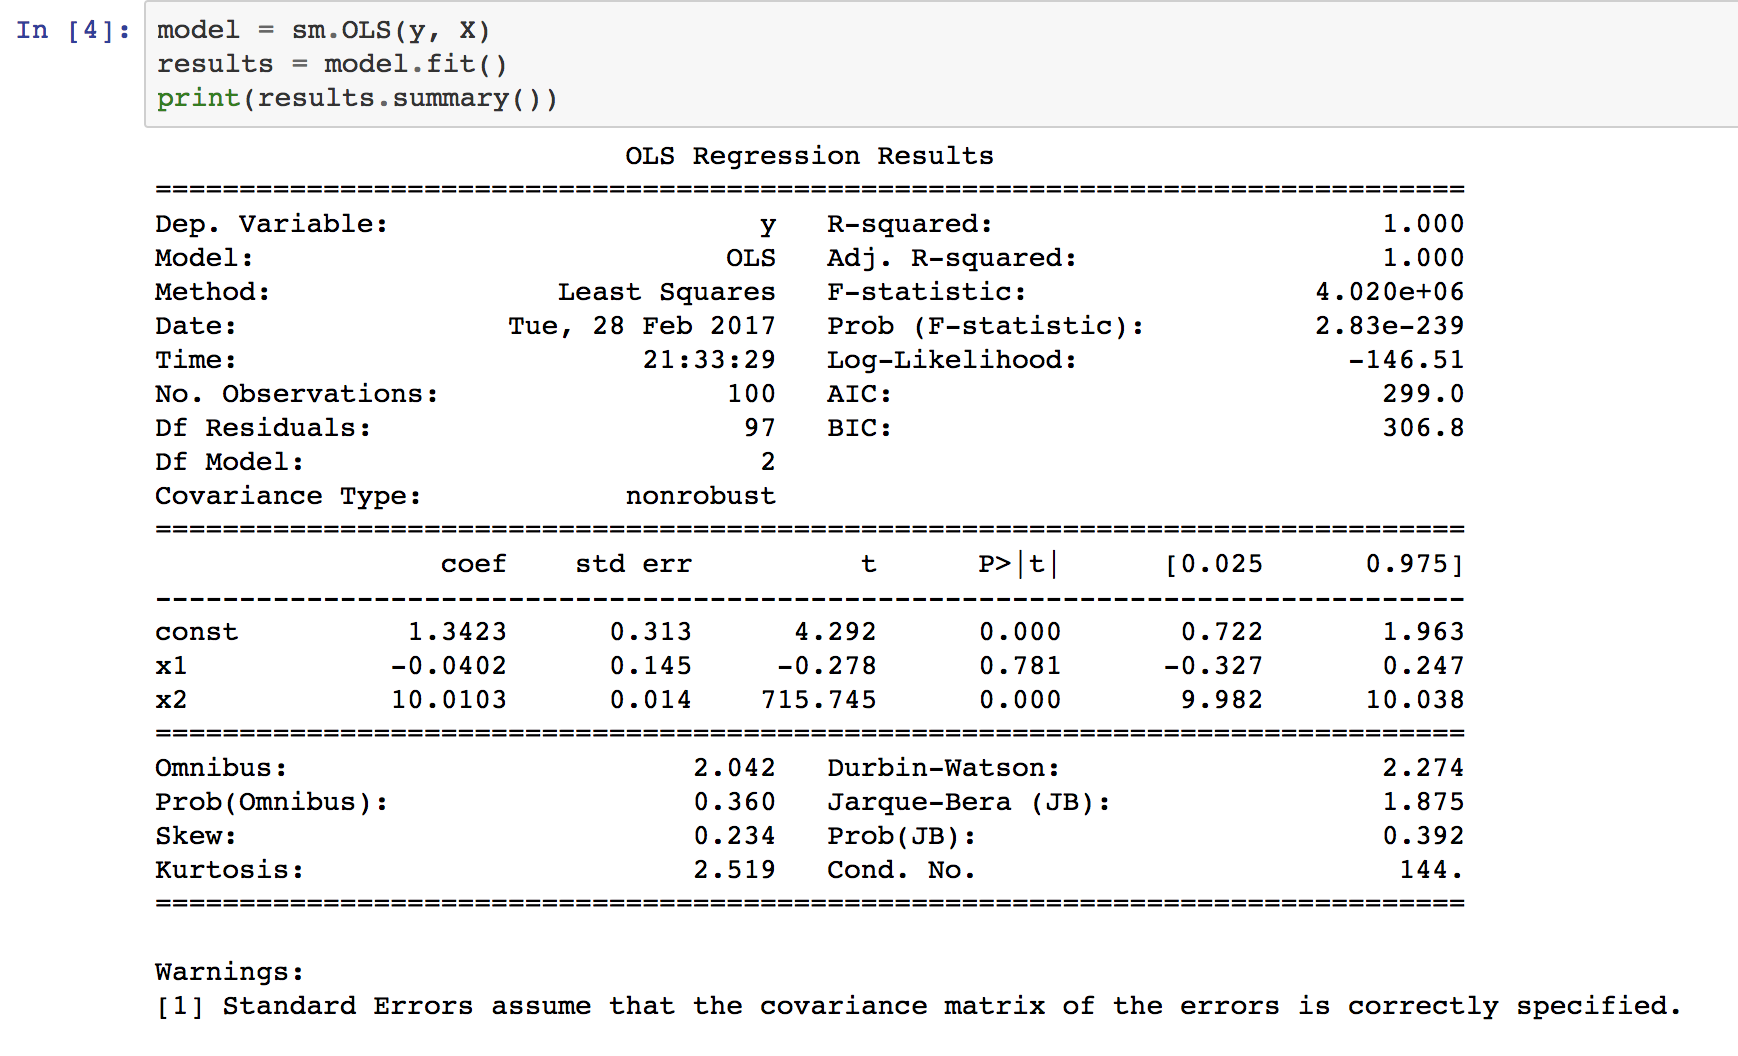 In [4]: model = sm.OLS(y, X)
results = model.fit()
print(results.summary())
OLS Regression Results
==============================================================================
Dep. Variable:                      y   R-squared:                       1.000
Model:                            OLS   Adj. R-squared:                  1.000
Method:                 Least Squares   F-statistic:                 4.020e+06
Date:                Tue, 28 Feb 2017   Prob (F-statistic):          2.83e-239
Time:                        21:33:29   Log-Likelihood:                -146.51
No. Observations:                 100   AIC:                             299.0
Df Residuals:                      97   BIC:                             306.8
Df Model:                           2
Covariance Type:            nonrobust
==============================================================================
                 coef    std err          t      P>|t|      [0.025      0.975]
------------------------------------------------------------------------------
const          1.3423      0.313      4.292      0.000       0.722       1.963
x1            -0.0402      0.145     -0.278      0.781      -0.327       0.247
x2            10.0103      0.014    715.745      0.000       9.982      10.038
==============================================================================
Omnibus:                        2.042   Durbin-Watson:                   2.274
Prob(Omnibus):                  0.360   Jarque-Bera (JB):                1.875
Skew:                           0.234   Prob(JB):                        0.392
Kurtosis:                       2.519   Cond. No.                         144.
==============================================================================
Warnings:
[1] Standard Errors assume that the covariance matrix of the errors is correctly specified.